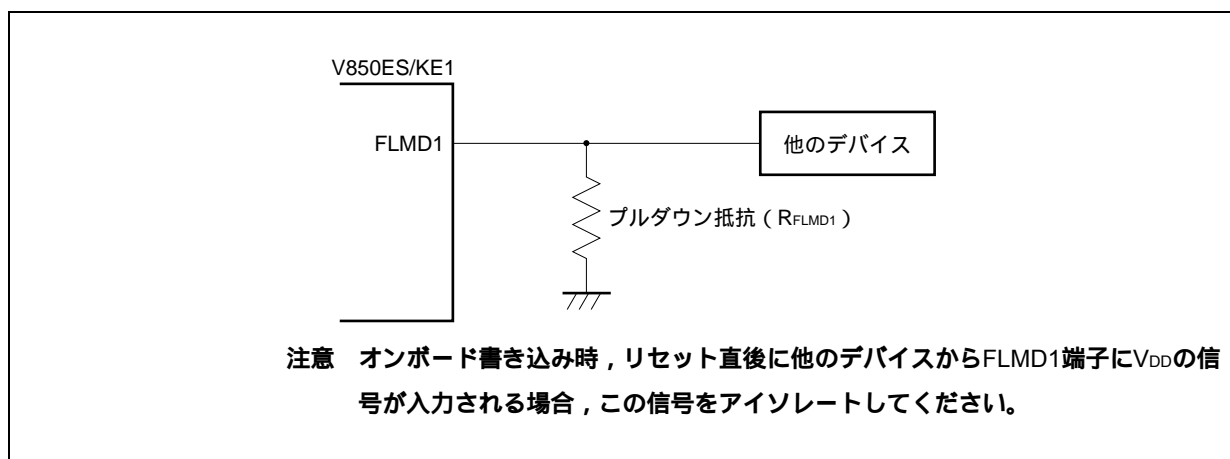 V850ES/KE1
FLMD1
他のデバイス
プルダウン抵抗（RFLMD1）
注意　オンボード書き込み時，リセット直後に他のデバイスからFLMD1端子にVDDの信
号が入力される場合，この信号をアイソレートしてください。